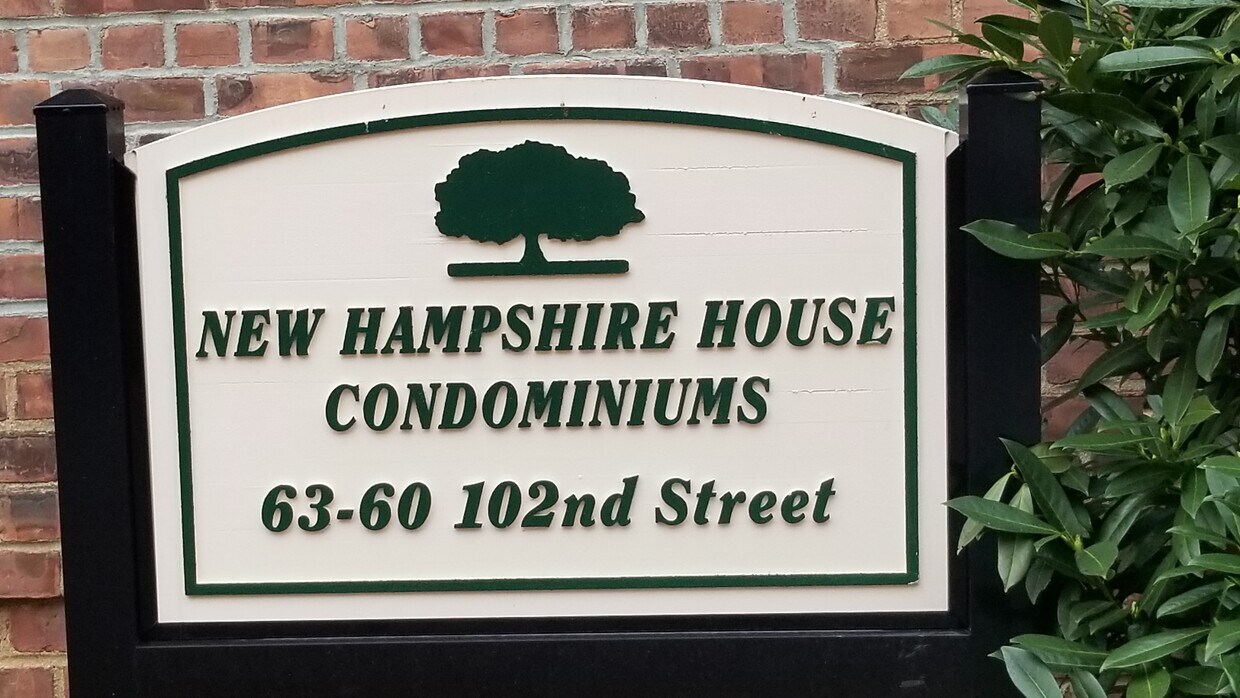 NEW HAMPSHIRE HOUSE
CONDOMINIUMS
63-60 102nd Street